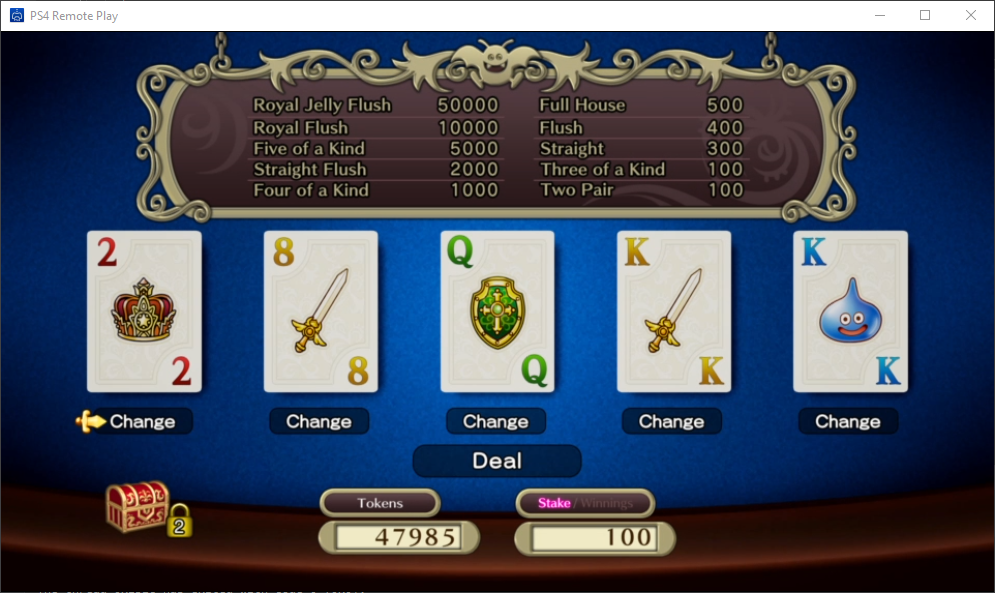 PS4 Remote Play
Royal Jelly Flush 50000 Full House 500
Royal Flush 10000 Flush 400
Five of a Kind 5000 Straight 300
Straight Flush 2000 Three of a Kind 100
Four of a Kind 1000 Two Pair 100
2 8 Q K K
2 8 Q K K
Change Change Change Change Change
Deal
Tokens Stake / Winnings
2
47985 100